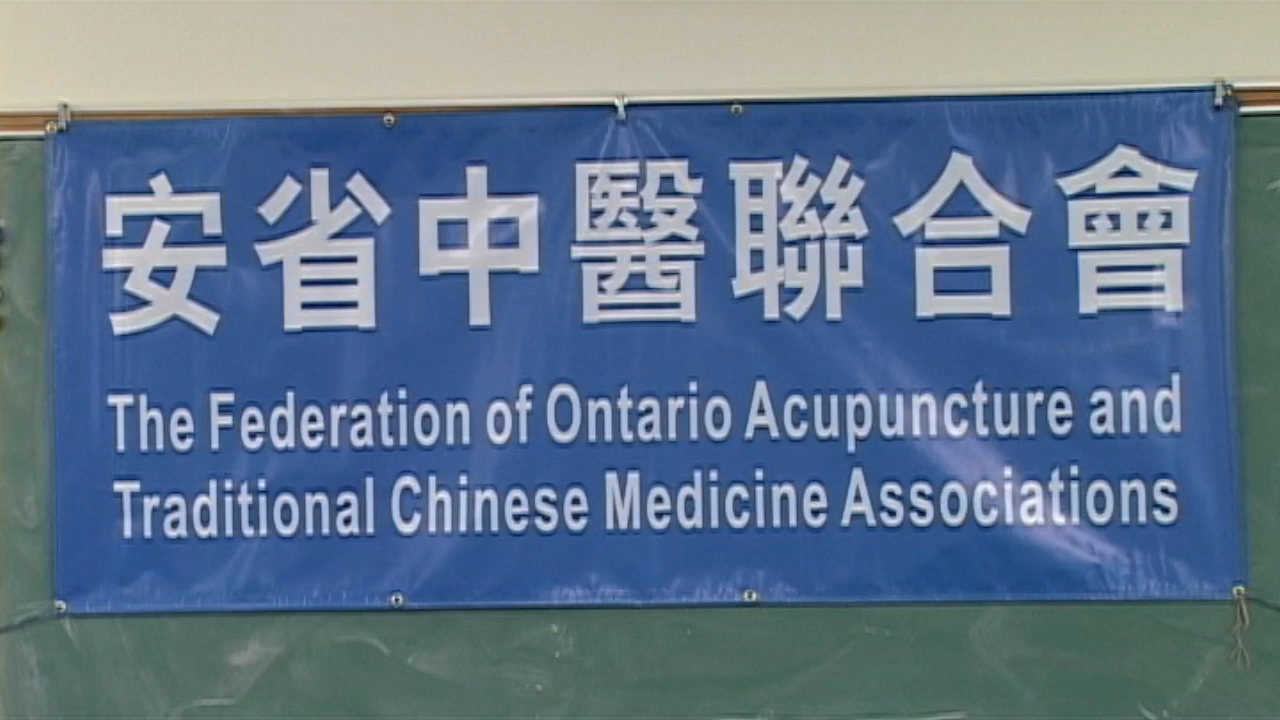 安省中醫聯合會
The Federation of Ontario Acupuncture and
Traditional Chinese Medicine Associations